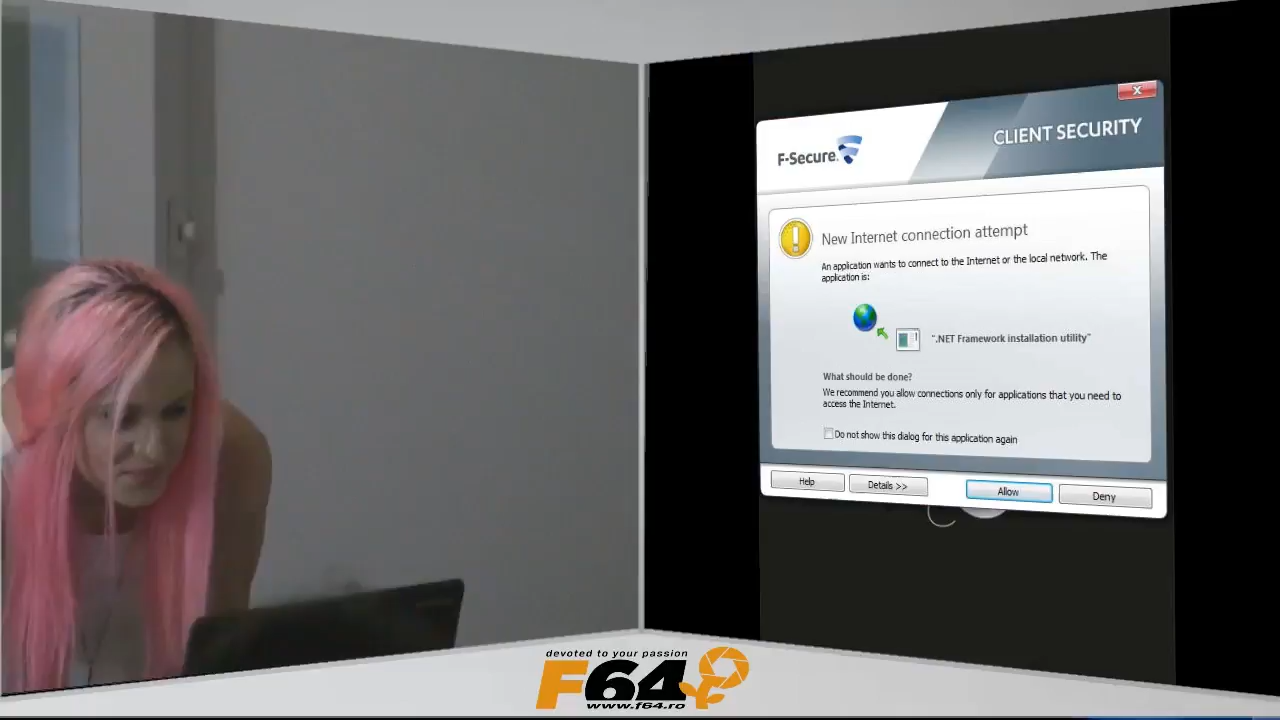 CLIENT SECURITY
F-Secure.
New Internet connection attempt
An application wants to connect to the Internet or the local network. The
application is:
".NET Framework installation utility"
What should be done?
We recommend you allow connections only for applications that you need to
access the Internet.
Do not show this dialog for this application again
Help
Details >>
Allow
Deny
devoted to your passion
F64
www.f64.ro